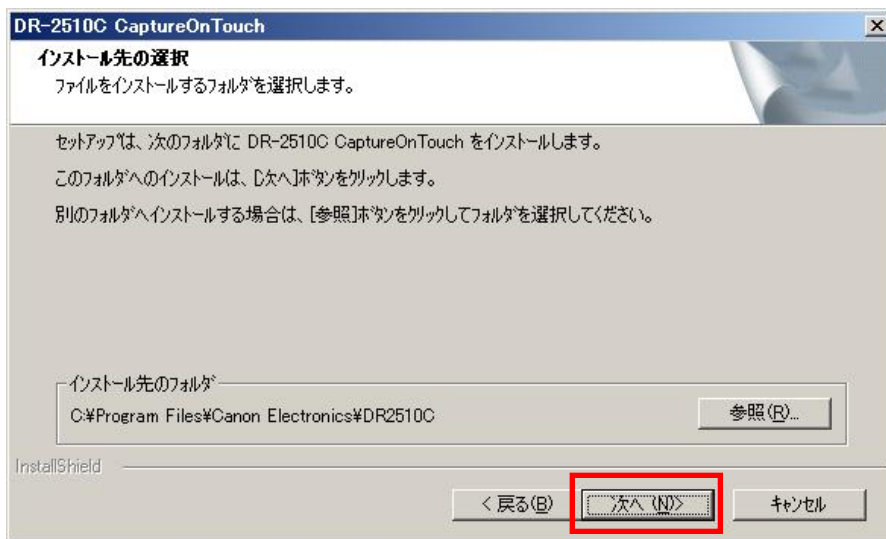 DR-2510C CaptureOnTouch
インストール先の選択
ファイルをインストールするフォルダを選択します。
セットアップは、次のフォルダに DR-2510C CaptureOnTouch をインストールします。
このフォルダへのインストールは、[次へ]ボタンをクリックします。
別のフォルダへインストールする場合は、[参照]ボタンをクリックしてフォルダを選択してください。
インストール先のフォルダ
C:¥Program Files¥Canon Electronics¥DR2510C
参照(R)...
InstallShield
< 戻る(B)
次へ (N)>
キャンセル